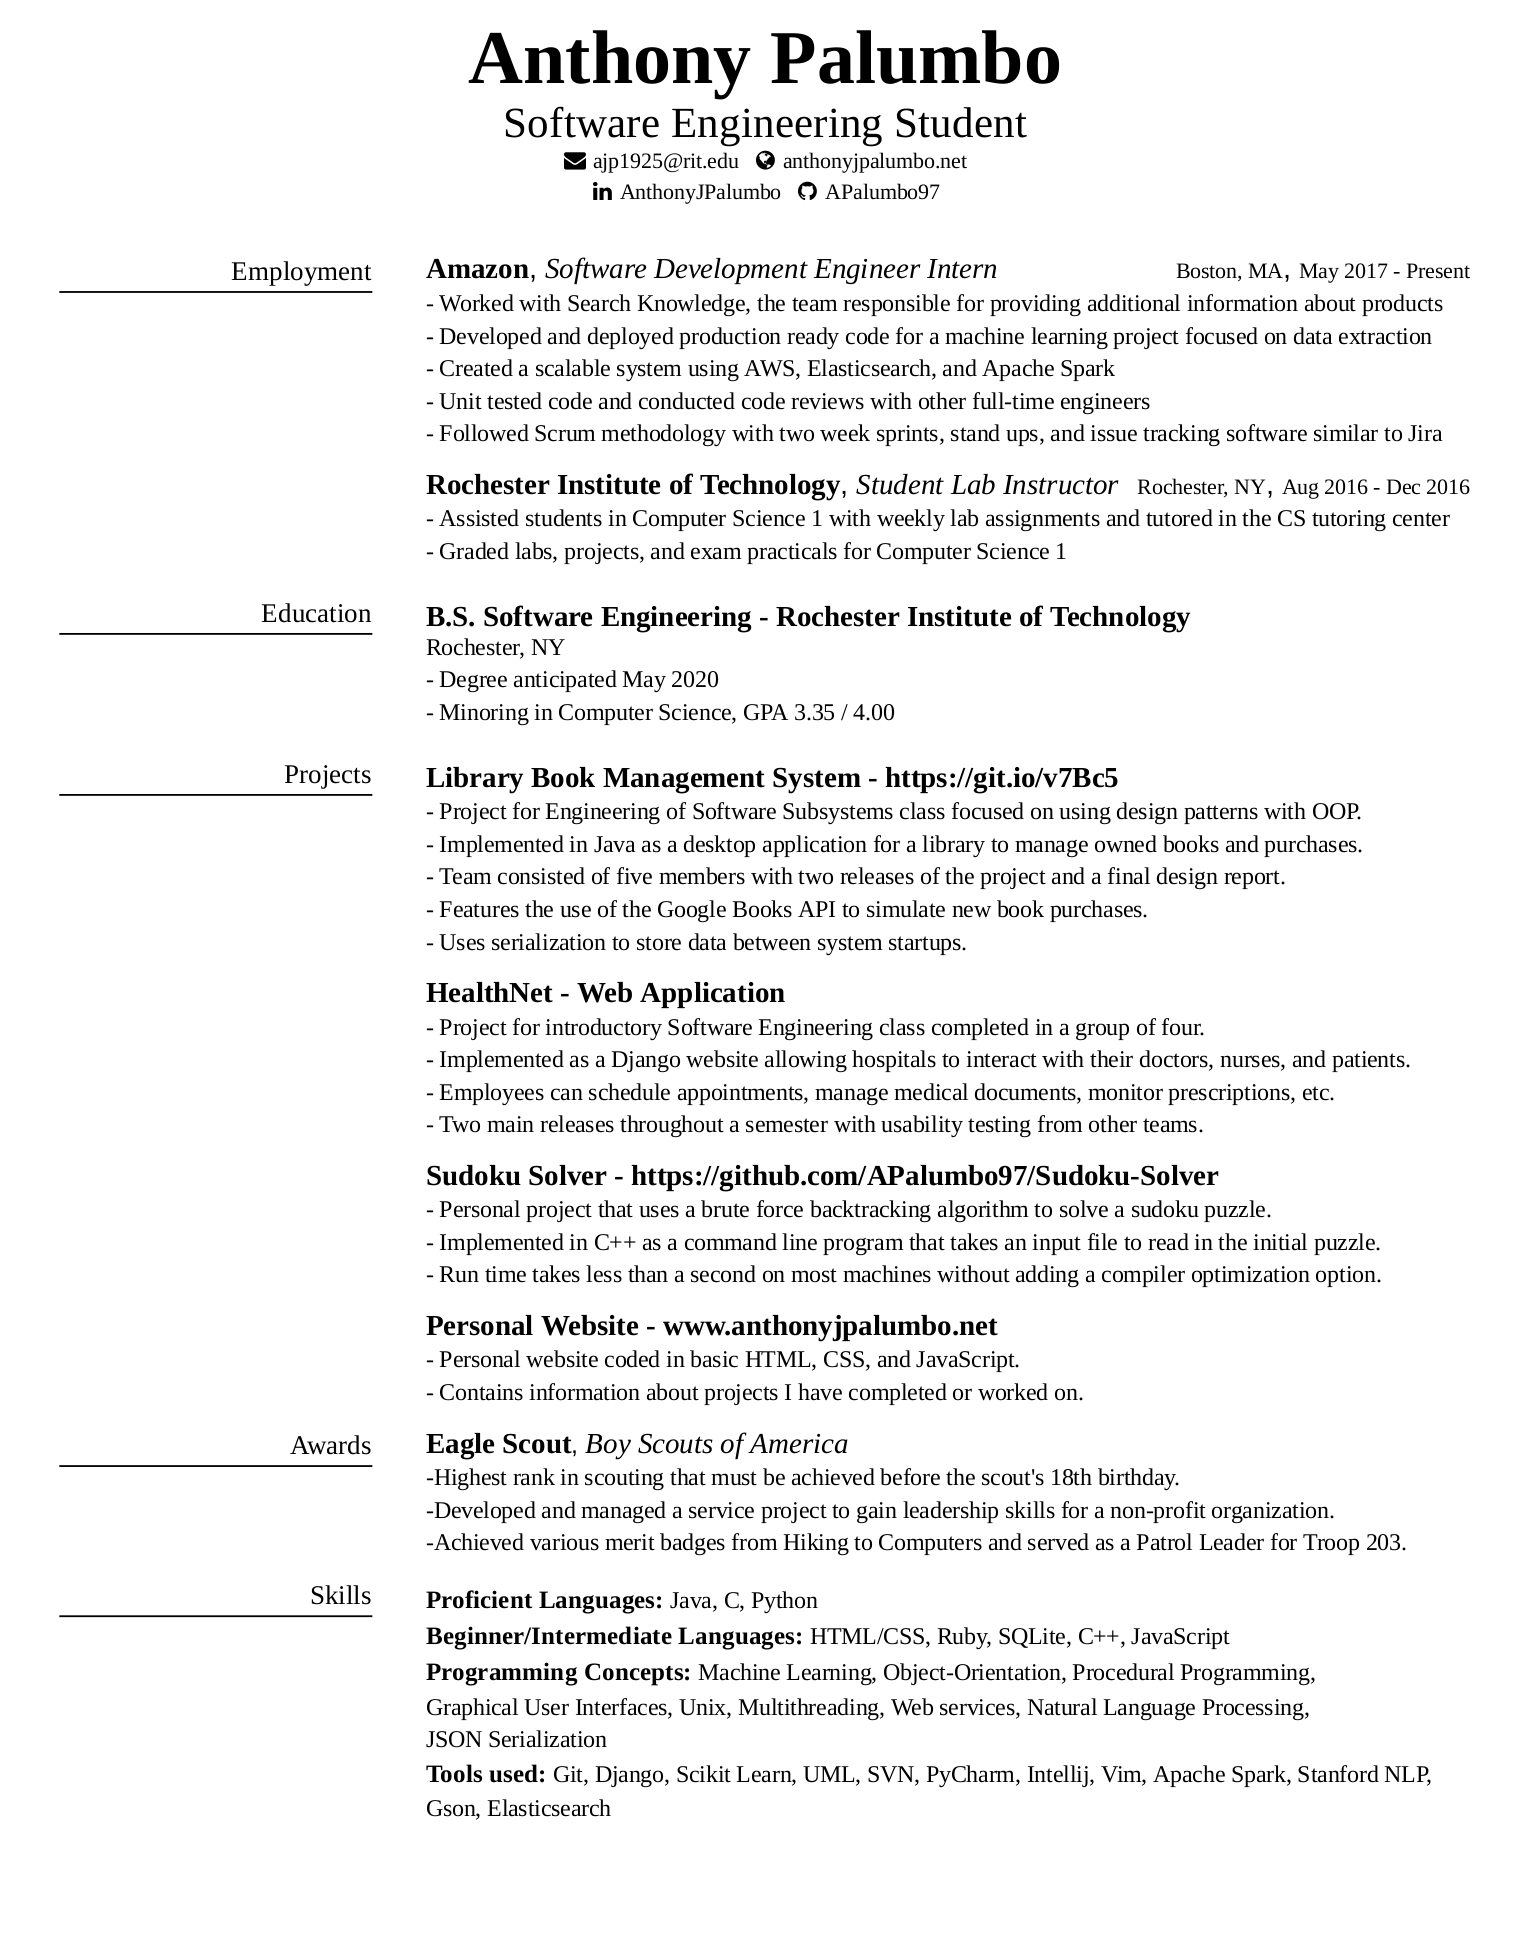 Anthony Palumbo
Software Engineering Student
ajp1925@rit.edu anthonyjpalumbo.net
AnthonyJPalumbo APalumbo97
Employment
Amazon, Software Development Engineer Intern Boston, MA, May 2017 - Present
- Worked with Search Knowledge, the team responsible for providing additional information about products
- Developed and deployed production ready code for a machine learning project focused on data extraction
- Created a scalable system using AWS, Elasticsearch, and Apache Spark
- Unit tested code and conducted code reviews with other full-time engineers
- Followed Scrum methodology with two week sprints, stand ups, and issue tracking software similar to Jira
Rochester Institute of Technology, Student Lab Instructor Rochester, NY, Aug 2016 - Dec 2016
- Assisted students in Computer Science 1 with weekly lab assignments and tutored in the CS tutoring center
- Graded labs, projects, and exam practicals for Computer Science 1
Education
B.S. Software Engineering - Rochester Institute of Technology
Rochester, NY
- Degree anticipated May 2020
- Minoring in Computer Science, GPA 3.35 / 4.00
Projects
Library Book Management System - https://git.io/v7Bc5
- Project for Engineering of Software Subsystems class focused on using design patterns with OOP.
- Implemented in Java as a desktop application for a library to manage owned books and purchases.
- Team consisted of five members with two releases of the project and a final design report.
- Features the use of the Google Books API to simulate new book purchases.
- Uses serialization to store data between system startups.
HealthNet - Web Application
- Project for introductory Software Engineering class completed in a group of four.
- Implemented as a Django website allowing hospitals to interact with their doctors, nurses, and patients.
- Employees can schedule appointments, manage medical documents, monitor prescriptions, etc.
- Two main releases throughout a semester with usability testing from other teams.
Sudoku Solver - https://github.com/APalumbo97/Sudoku-Solver
- Personal project that uses a brute force backtracking algorithm to solve a sudoku puzzle.
- Implemented in C++ as a command line program that takes an input file to read in the initial puzzle.
- Run time takes less than a second on most machines without adding a compiler optimization option.
Personal Website - www.anthonyjpalumbo.net
- Personal website coded in basic HTML, CSS, and JavaScript.
- Contains information about projects I have completed or worked on.
Awards
Eagle Scout, Boy Scouts of America
-Highest rank in scouting that must be achieved before the scout's 18th birthday.
-Developed and managed a service project to gain leadership skills for a non-profit organization.
-Achieved various merit badges from Hiking to Computers and served as a Patrol Leader for Troop 203.
Skills
Proficient Languages: Java, C, Python
Beginner/Intermediate Languages: HTML/CSS, Ruby, SQLite, C++, JavaScript
Programming Concepts: Machine Learning, Object-Orientation, Procedural Programming,
Graphical User Interfaces, Unix, Multithreading, Web services, Natural Language Processing,
JSON Serialization
Tools used: Git, Django, Scikit Learn, UML, SVN, PyCharm, Intellij, Vim, Apache Spark, Stanford NLP,
Gson, Elasticsearch